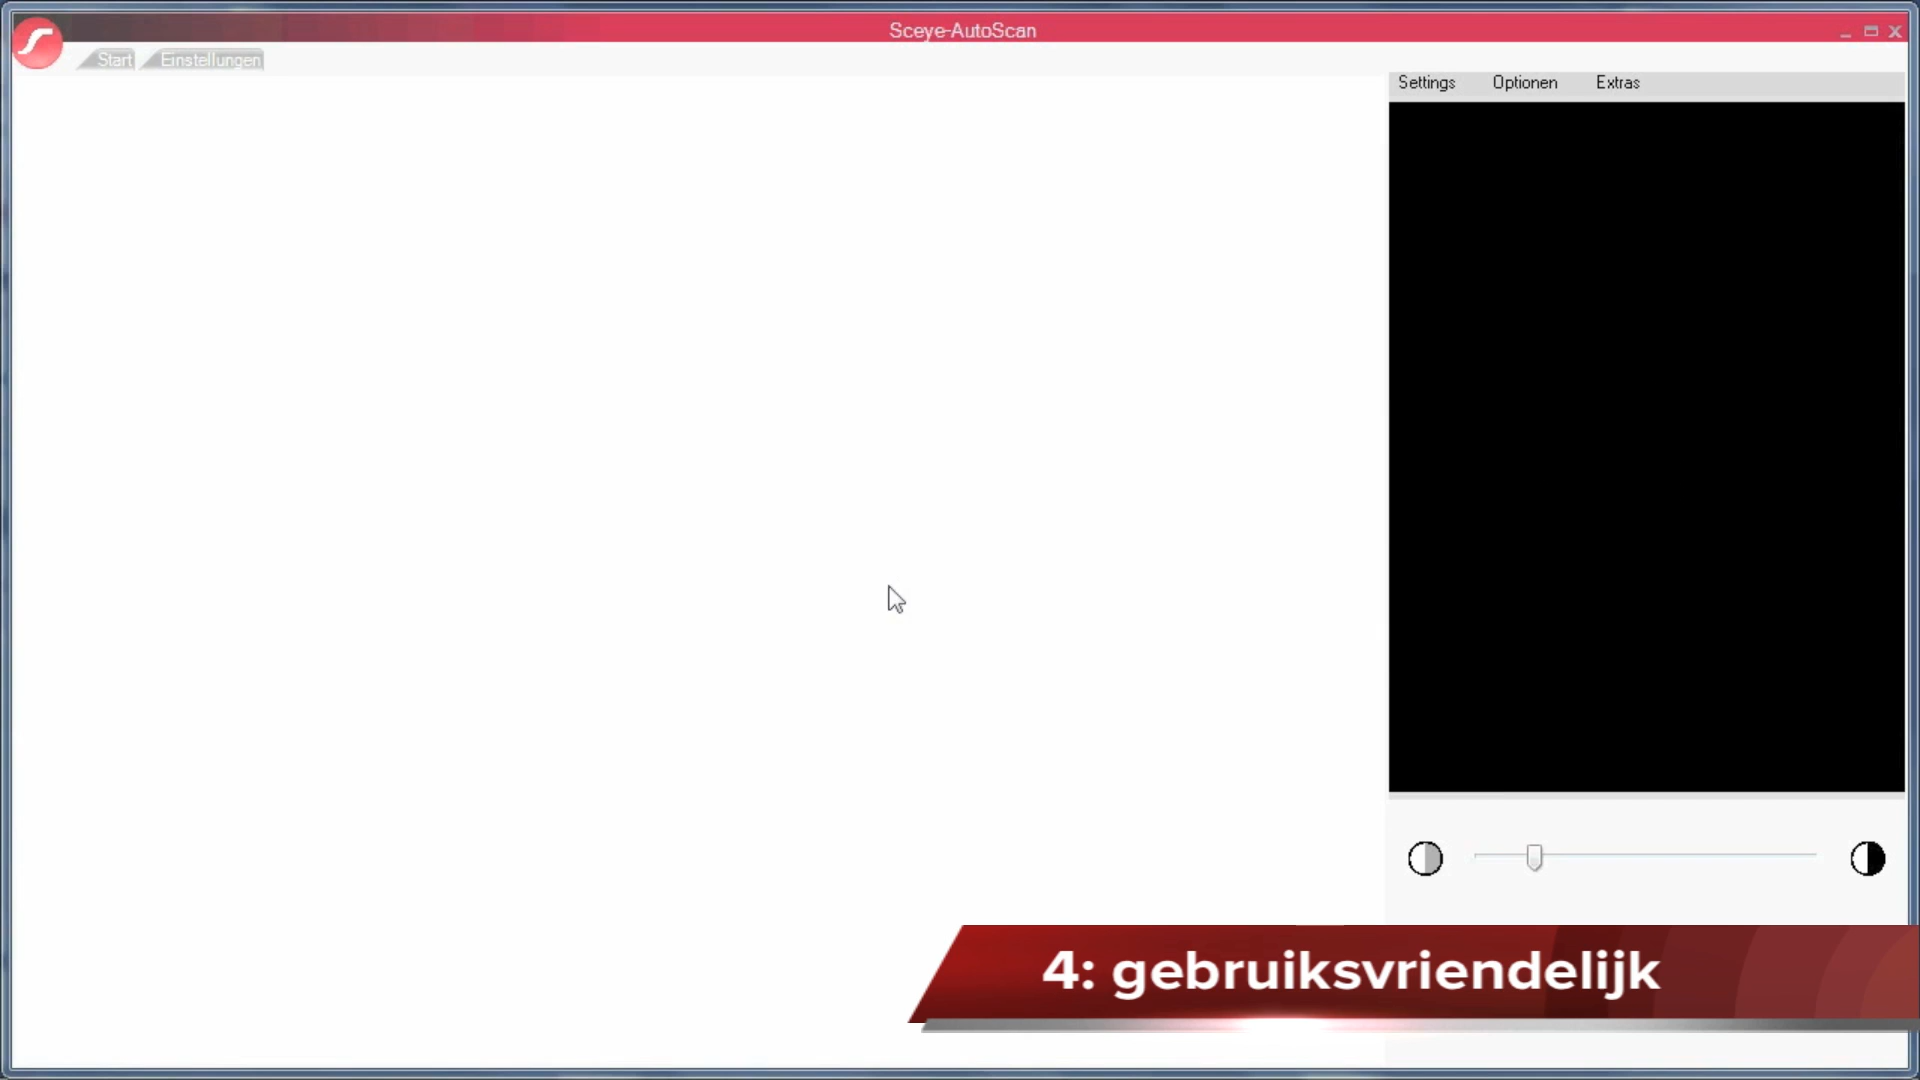 Sceye-AutoScan
Start Einstellungen
Settings Optionen Extras
4: gebruiksvriendelijk